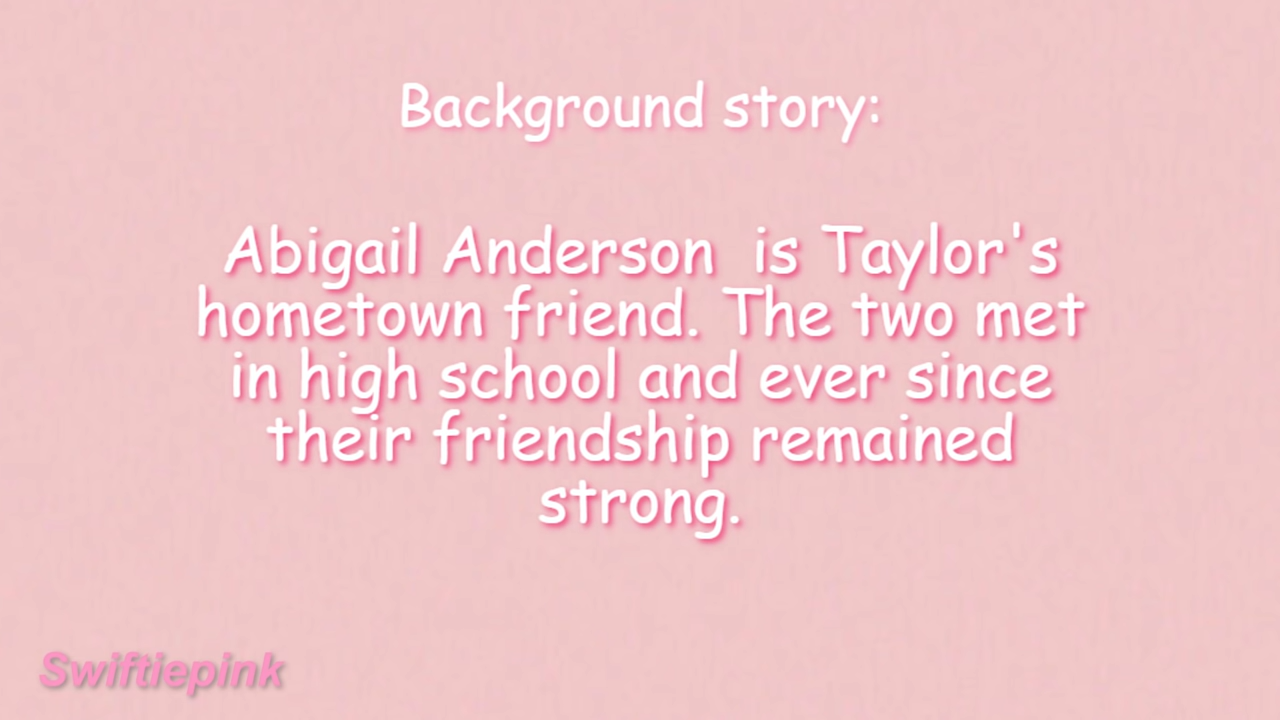 Background story:
Abigail Anderson  is Taylor's
hometown friend. The two met
in high school and ever since
their friendship remained
strong.
Swiftiepink